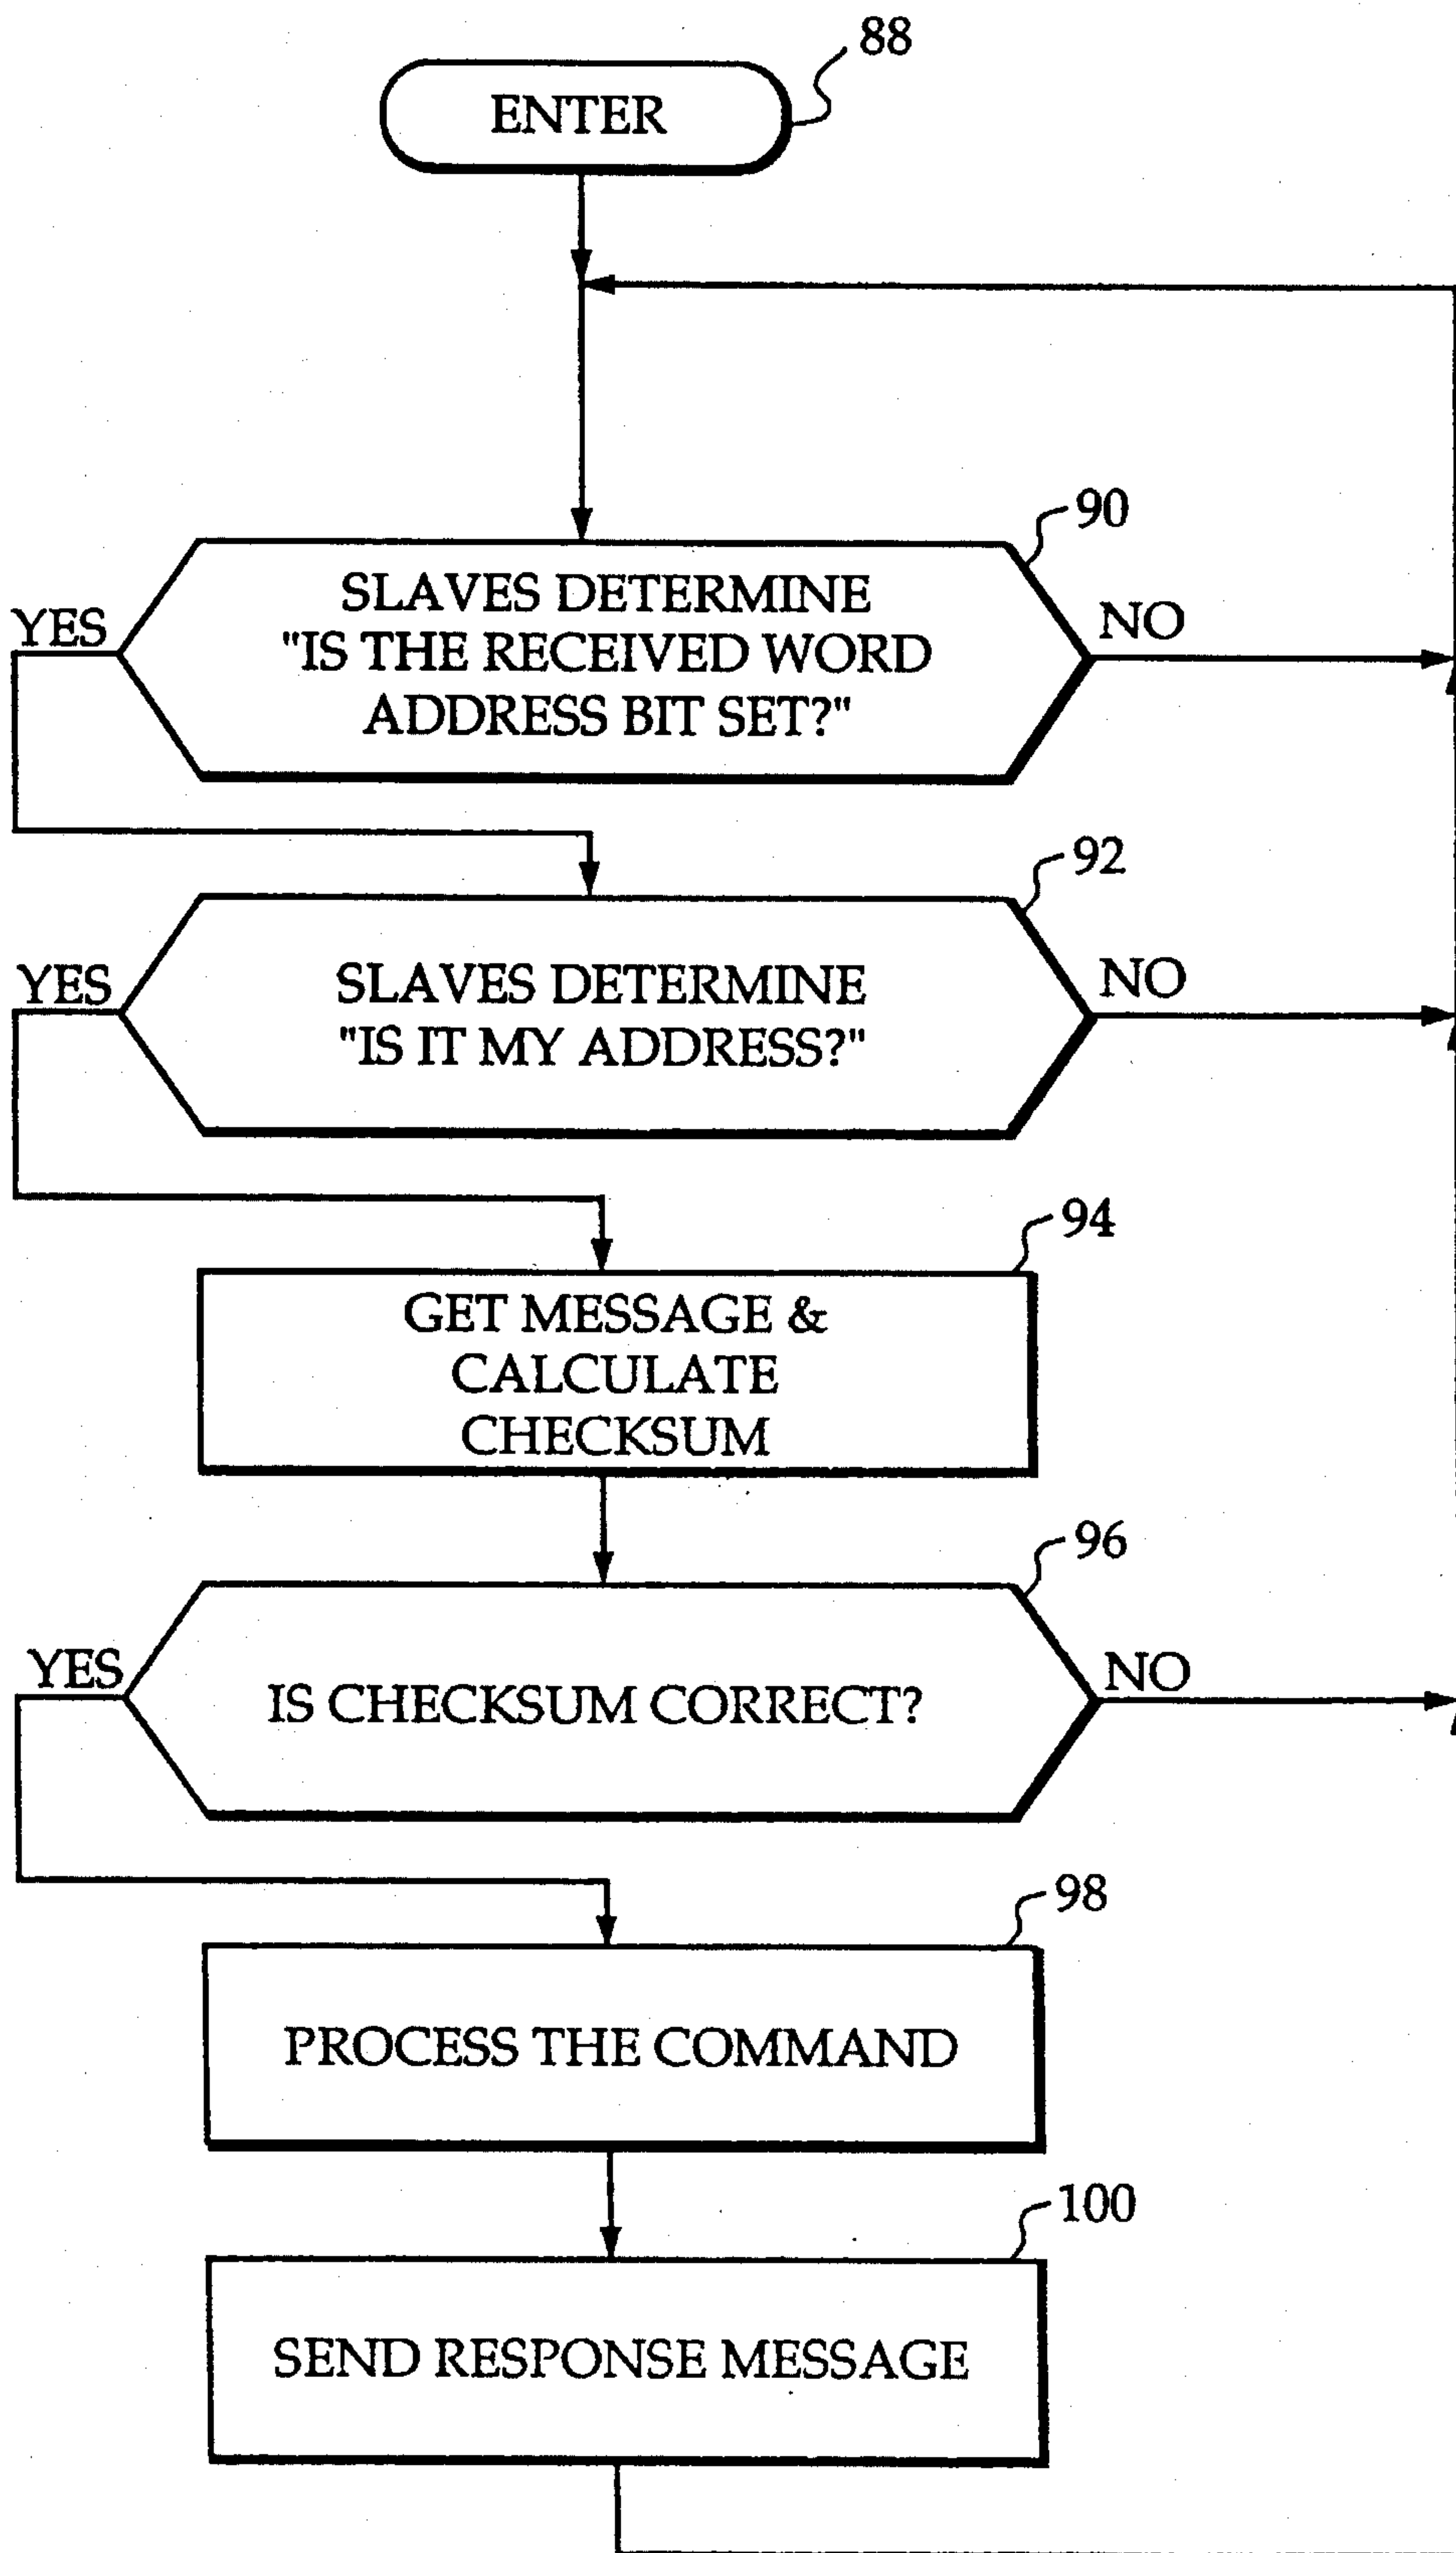 88
ENTER
90
SLAVES DETERMINE
YES
NO
"IS THE RECEIVED WORD
ADDRESS BIT SET?"
92
YES
NO
SLAVES DETERMINE
"IS IT MY ADDRESS?"
94
GET MESSAGE &
CALCULATE
CHECKSUM
96
YES
NO
IS CHECKSUM CORRECT?
98
PROCESS THE COMMAND
100
SEND RESPONSE MESSAGE